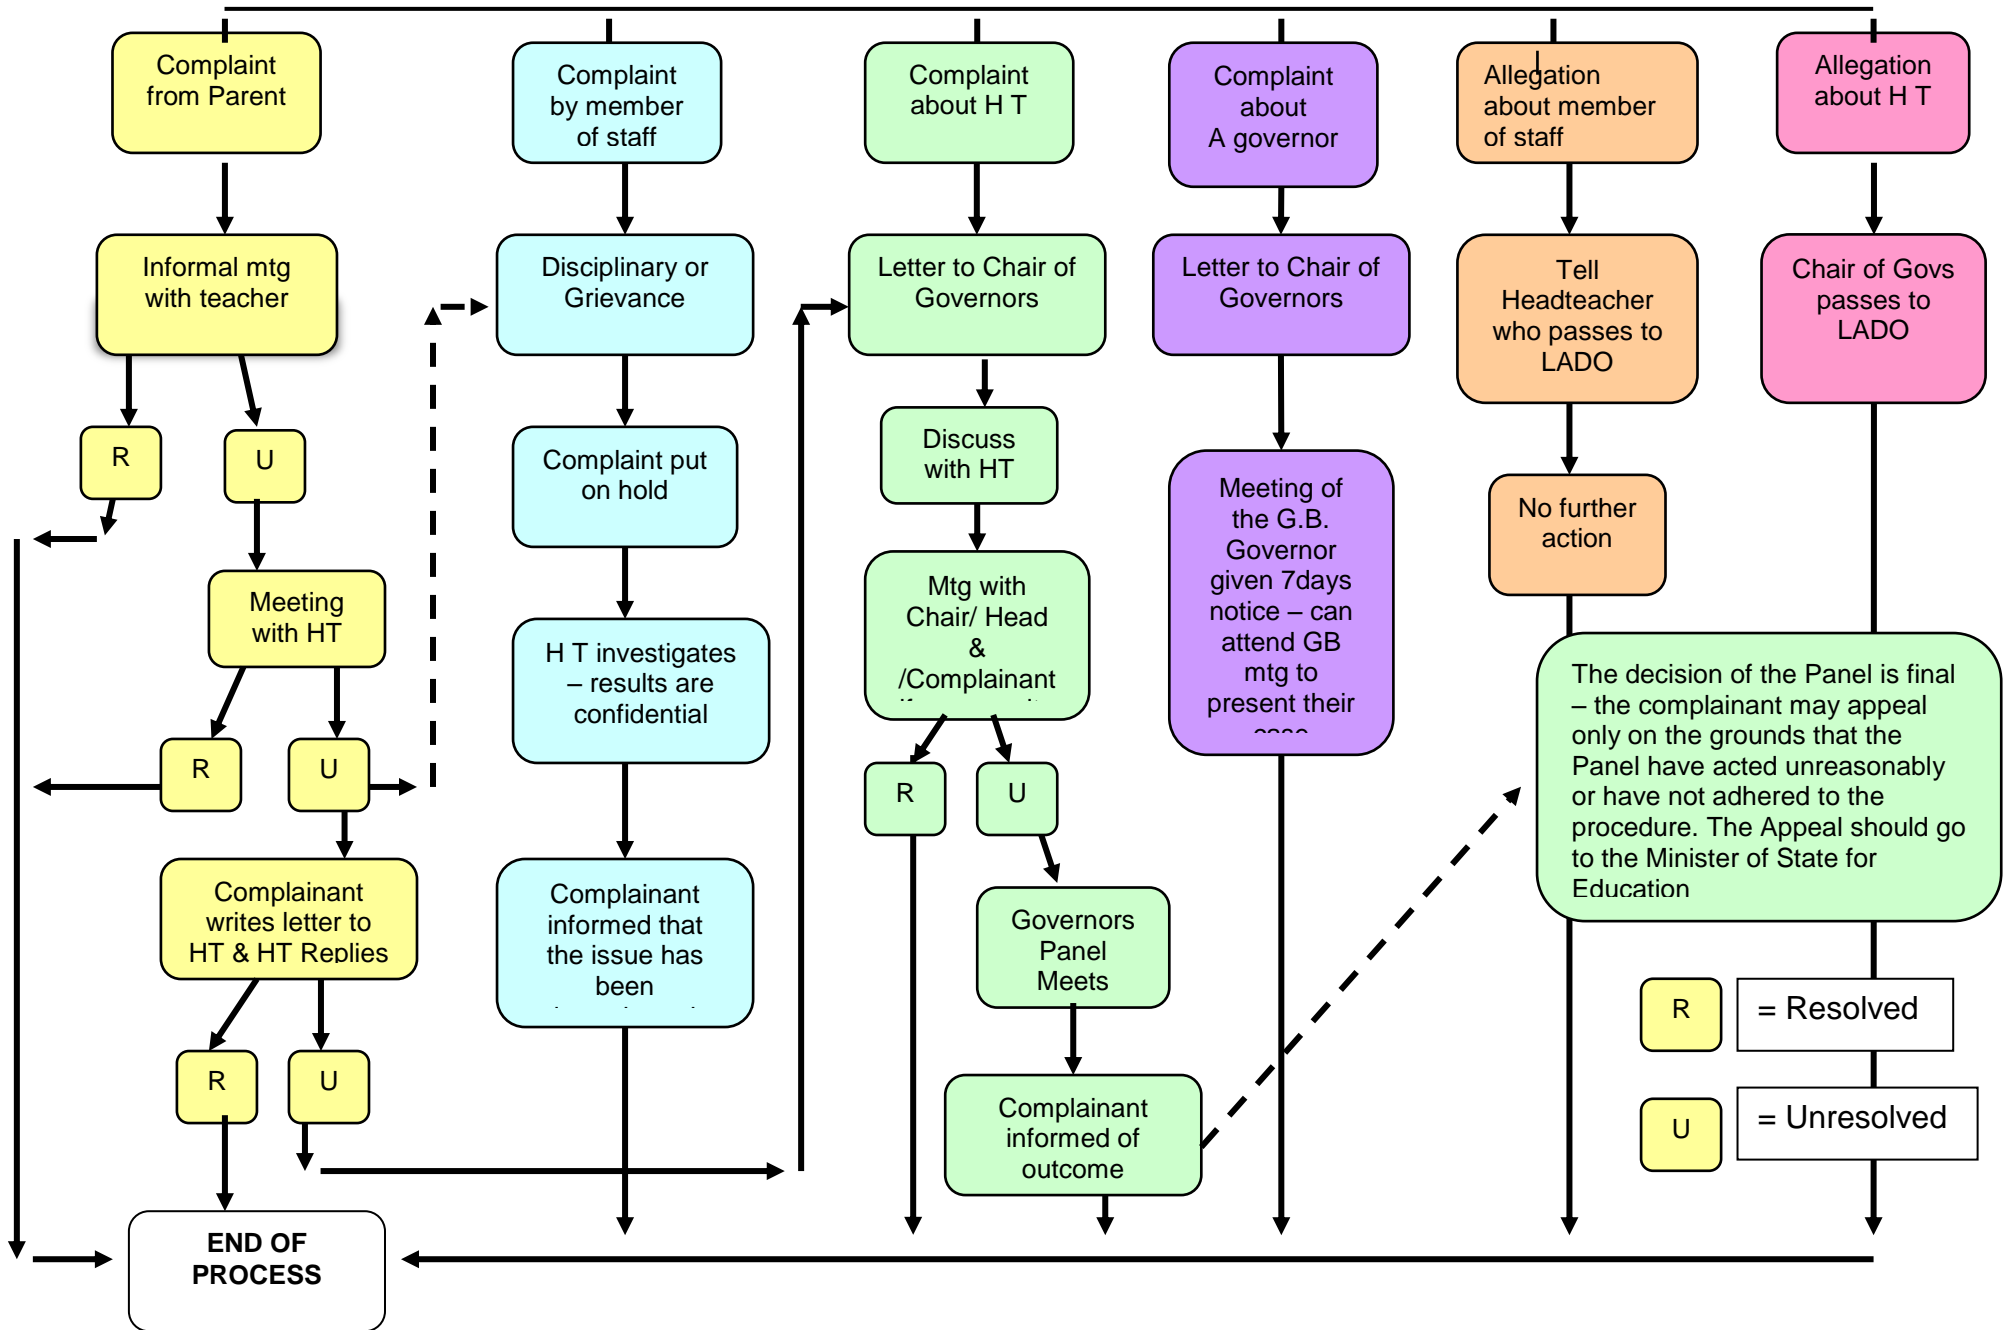 Complaint
from Parent
Complaint
by member
of staff
Complaint
about H T
Complaint
about
A governor
Allegation
about member
of staff
Allegation
about H T
Informal mtg
with teacher
Disciplinary or
Grievance
Letter to Chair of
Governors
Letter to Chair of
Governors
Tell
Headteacher
who passes to
LADO
Chair of Govs
passes to
LADO
R
U
Complaint put
on hold
Discuss
with HT
Meeting of
the G.B.
Governor
given 7days
notice – can
attend GB
mtg to
present their
case
No further
action
Meeting
with HT
H T investigates
– results are
confidential
Mtg with
Chair/ Head
&
/Complainant
The decision of the Panel is final
– the complainant may appeal
only on the grounds that the
Panel have acted unreasonably
or have not adhered to the
procedure. The Appeal should go
to the Minister of State for
Education
R
U
R
U
Complainant
writes letter to
HT & HT Replies
Complainant
informed that
the issue has
been
Governors
Panel
Meets
R
= Resolved
R
U
Complainant
informed of
outcome
U
= Unresolved
END OF
PROCESS